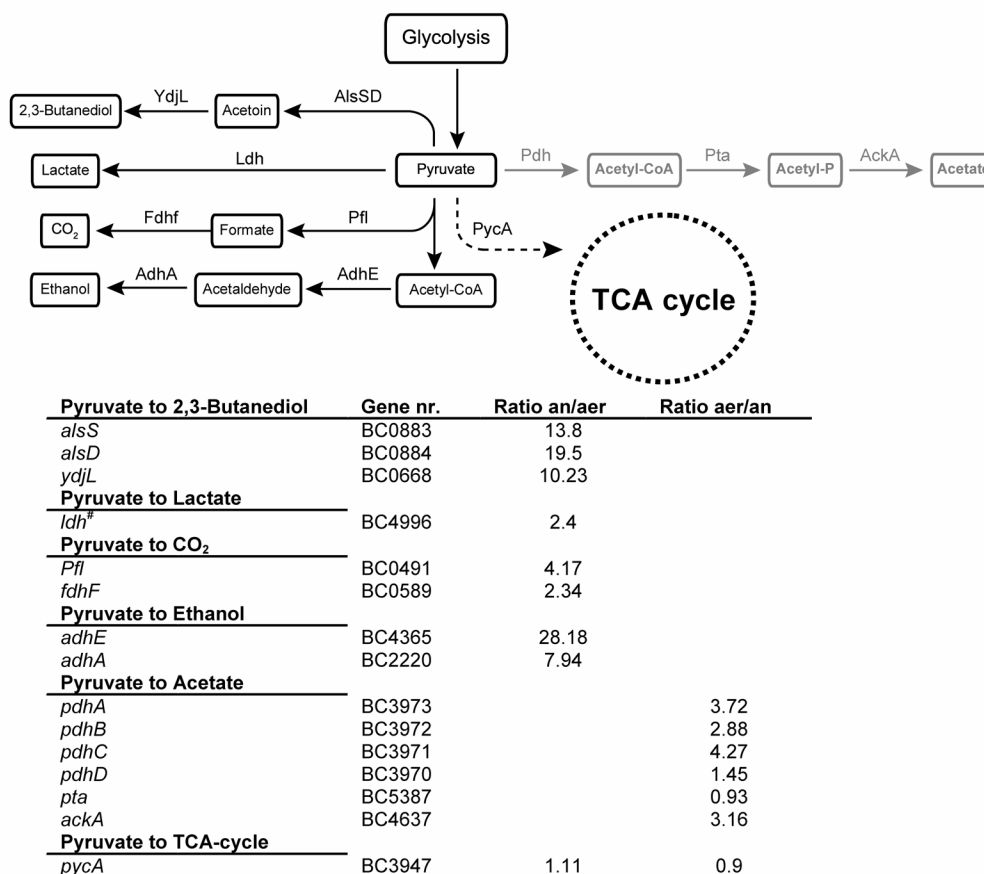 Glycolysis
2,3-Butanediol YdjL Acetoin AlsSD
Lactate Ldh Pyruvate Pdh Acetyl-CoA Pta Acetyl-P AckA Acetate
CO₂ Fdhf Formate Pfl PycA
Ethanol AdhA Acetaldehyde AdhE Acetyl-CoA
TCA cycle
Pyruvate to 2,3-Butanediol Gene nr. Ratio an/aer Ratio aer/an
alsS BC0883 13.8
alsD BC0884 19.5
ydjL BC0668 10.23
Pyruvate to Lactate
ldh# BC4996 2.4
Pyruvate to CO₂
Pfl BC0491 4.17
fdhF BC0589 2.34
Pyruvate to Ethanol
adhE BC4365 28.18
adhA BC2220 7.94
Pyruvate to Acetate
pdhA BC3973 3.72
pdhB BC3972 2.88
pdhC BC3971 4.27
pdhD BC3970 1.45
pta BC5387 0.93
ackA BC4637 3.16
Pyruvate to TCA-cycle
pycA BC3947 1.11 0.9